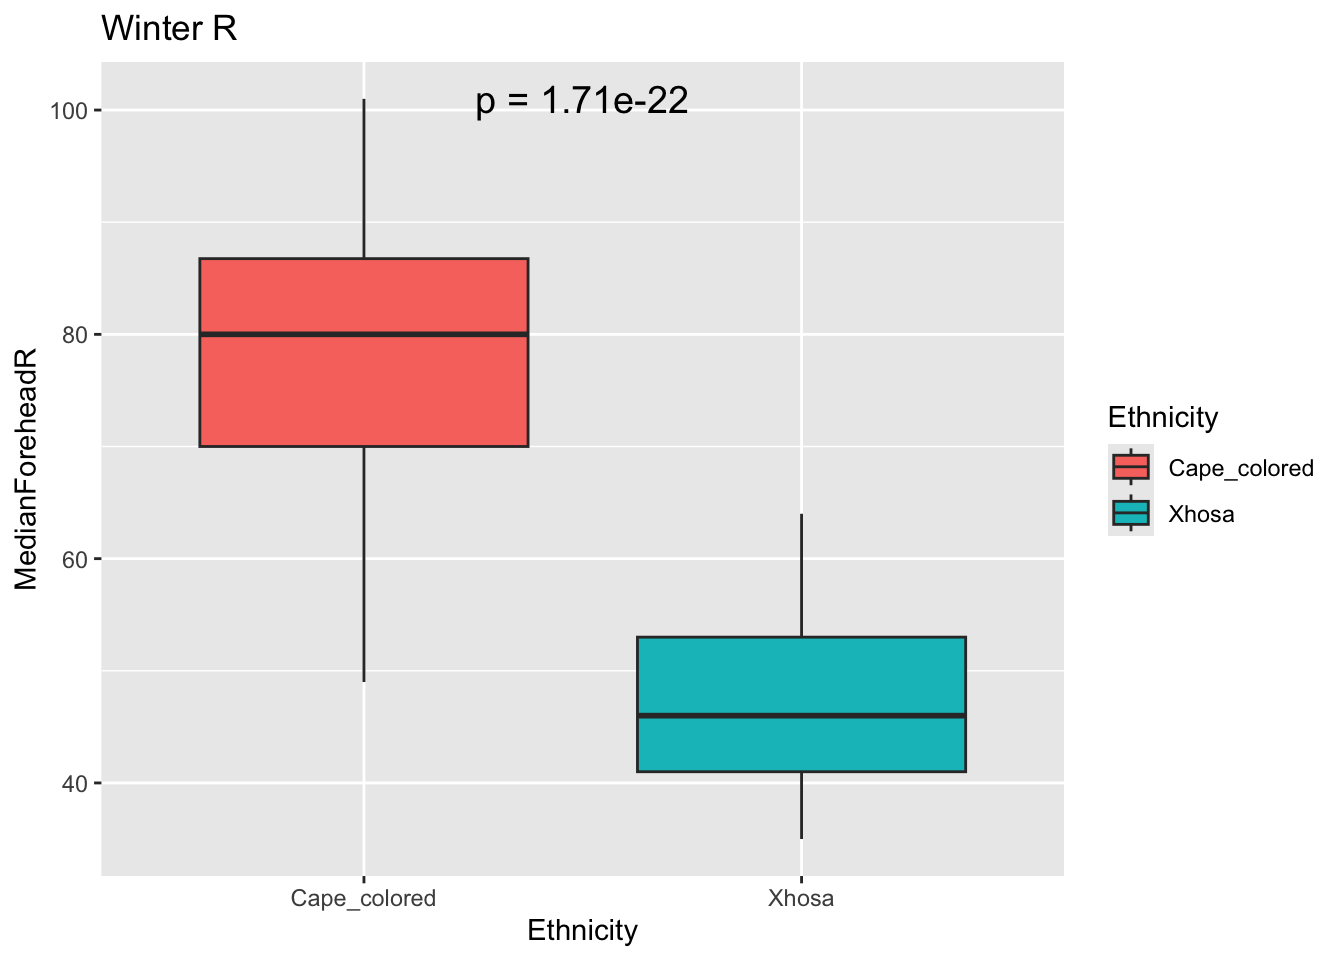 Winter R
p = 1.71e-22
100
80
60
40
MedianForeheadR
Cape_colored
Xhosa
Ethnicity
Ethnicity
Cape_colored
Xhosa